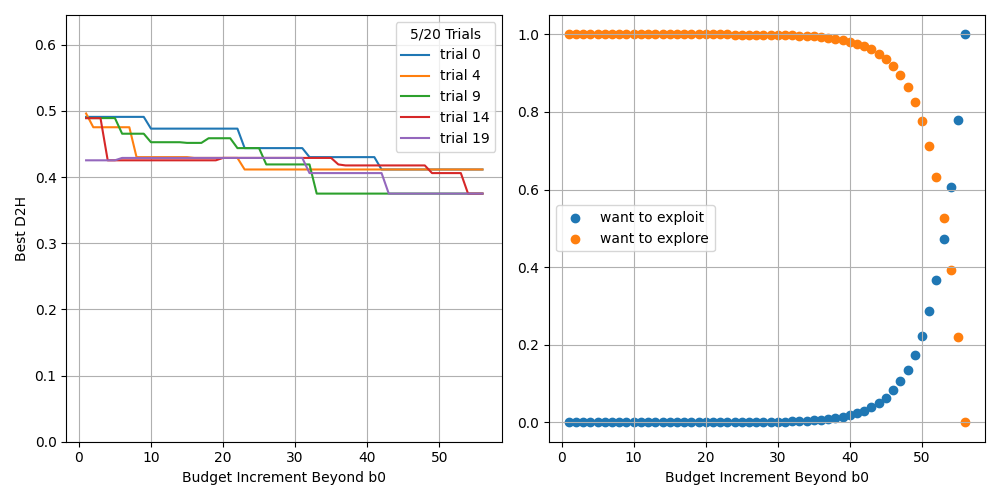 5/20 Trials
trial 0
trial 4
trial 9
trial 14
trial 19
Best D2H
0.6
0.5
0.4
0.3
0.2
0.1
0.0
0 10 20 30 40 50
Budget Increment Beyond b0
1.0
0.8
0.6
0.4
0.2
0.0
want to exploit
want to explore
0 10 20 30 40 50
Budget Increment Beyond b0